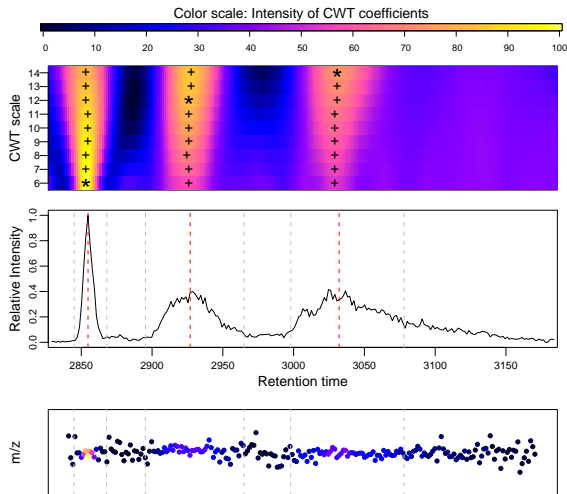 Color scale: Intensity of CWT coefficients
0 10 20 30 40 50 60 70 80 90 100
CWT scale
14
13
12
11
10
9
8
7
6
Relative Intensity
1.0
0.8
0.6
0.4
0.2
0.0
2850 2900 2950 3000 3050 3100 3150
Retention time
m/z